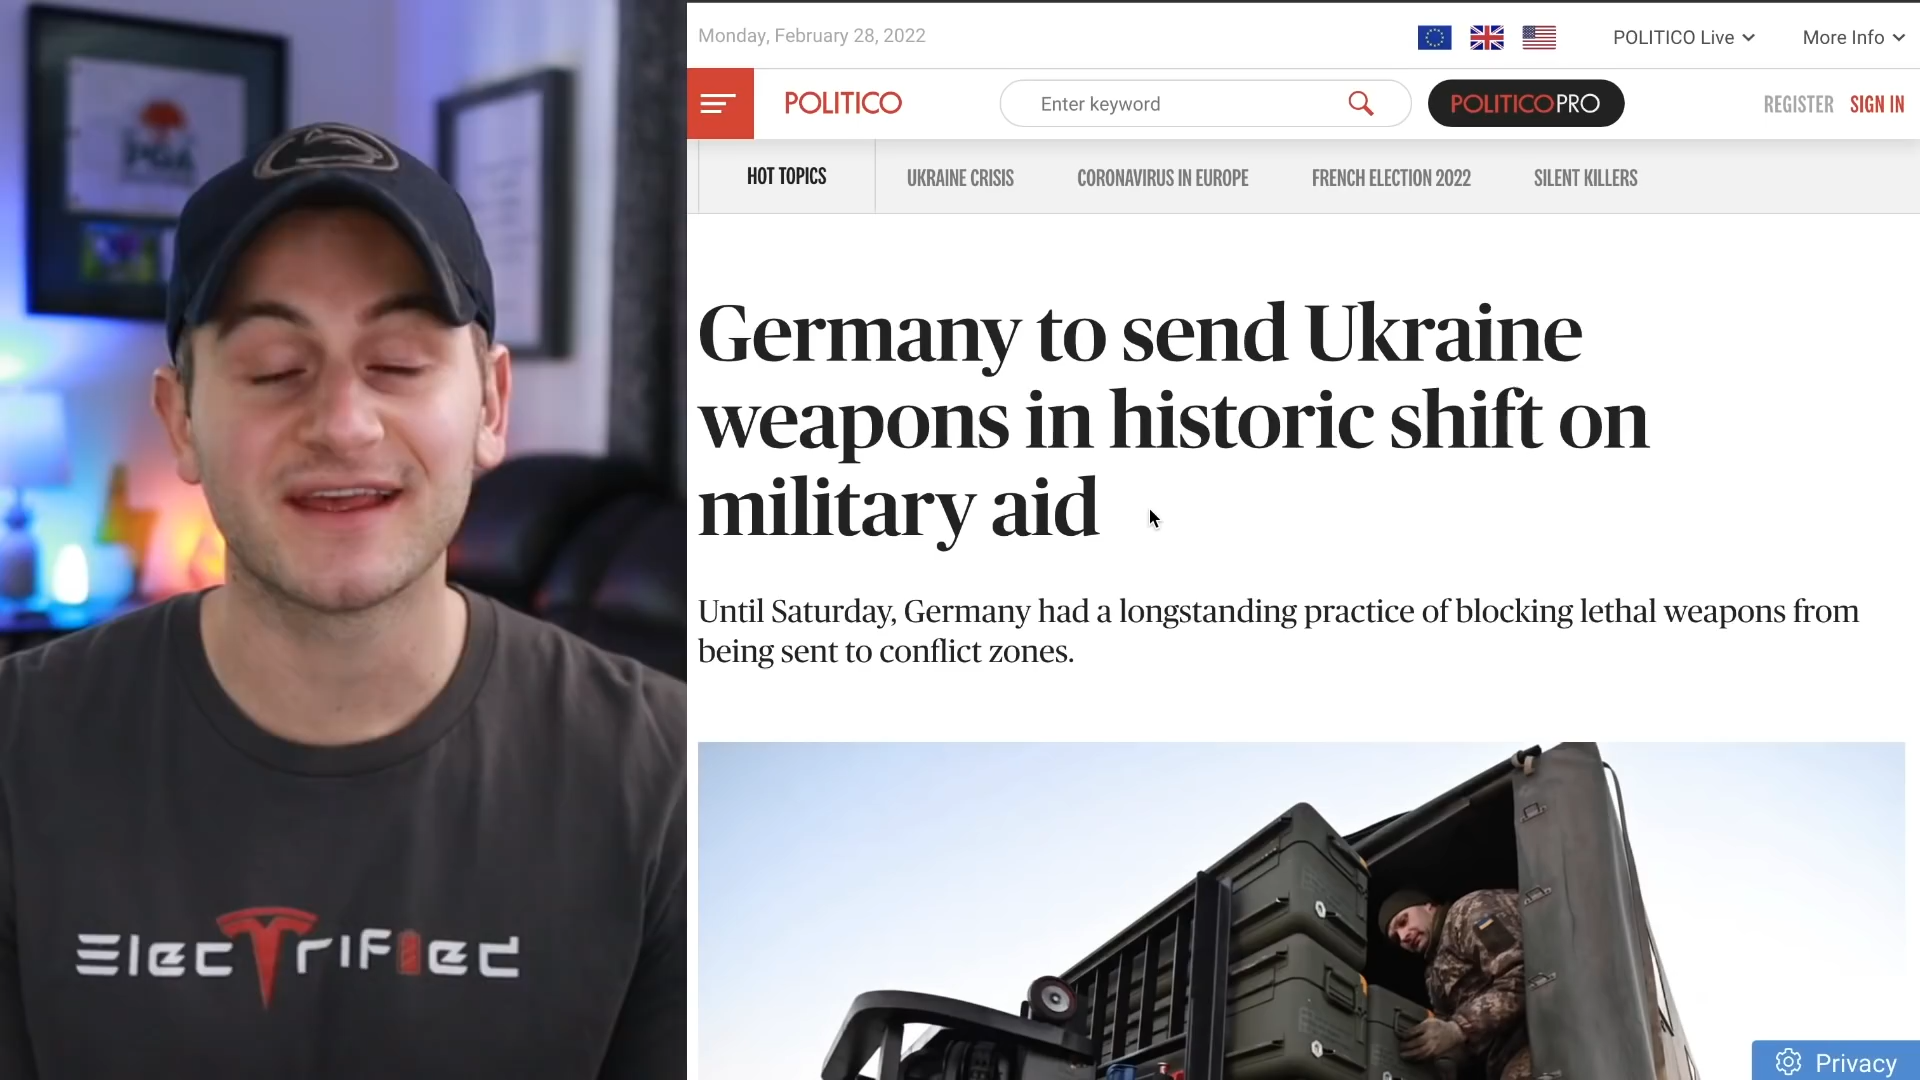 PGA
Electrified
Monday, February 28, 2022
POLITICO Live
More Info
POLITICO
Enter keyword
POLITICOPRO
REGISTER
SIGN IN
HOT TOPICS
UKRAINE CRISIS
CORONAVIRUS IN EUROPE
FRENCH ELECTION 2022
SILENT KILLERS
Germany to send Ukraine
weapons in historic shift on
military aid
Until Saturday, Germany had a longstanding practice of blocking lethal weapons from
being sent to conflict zones.
Privacy